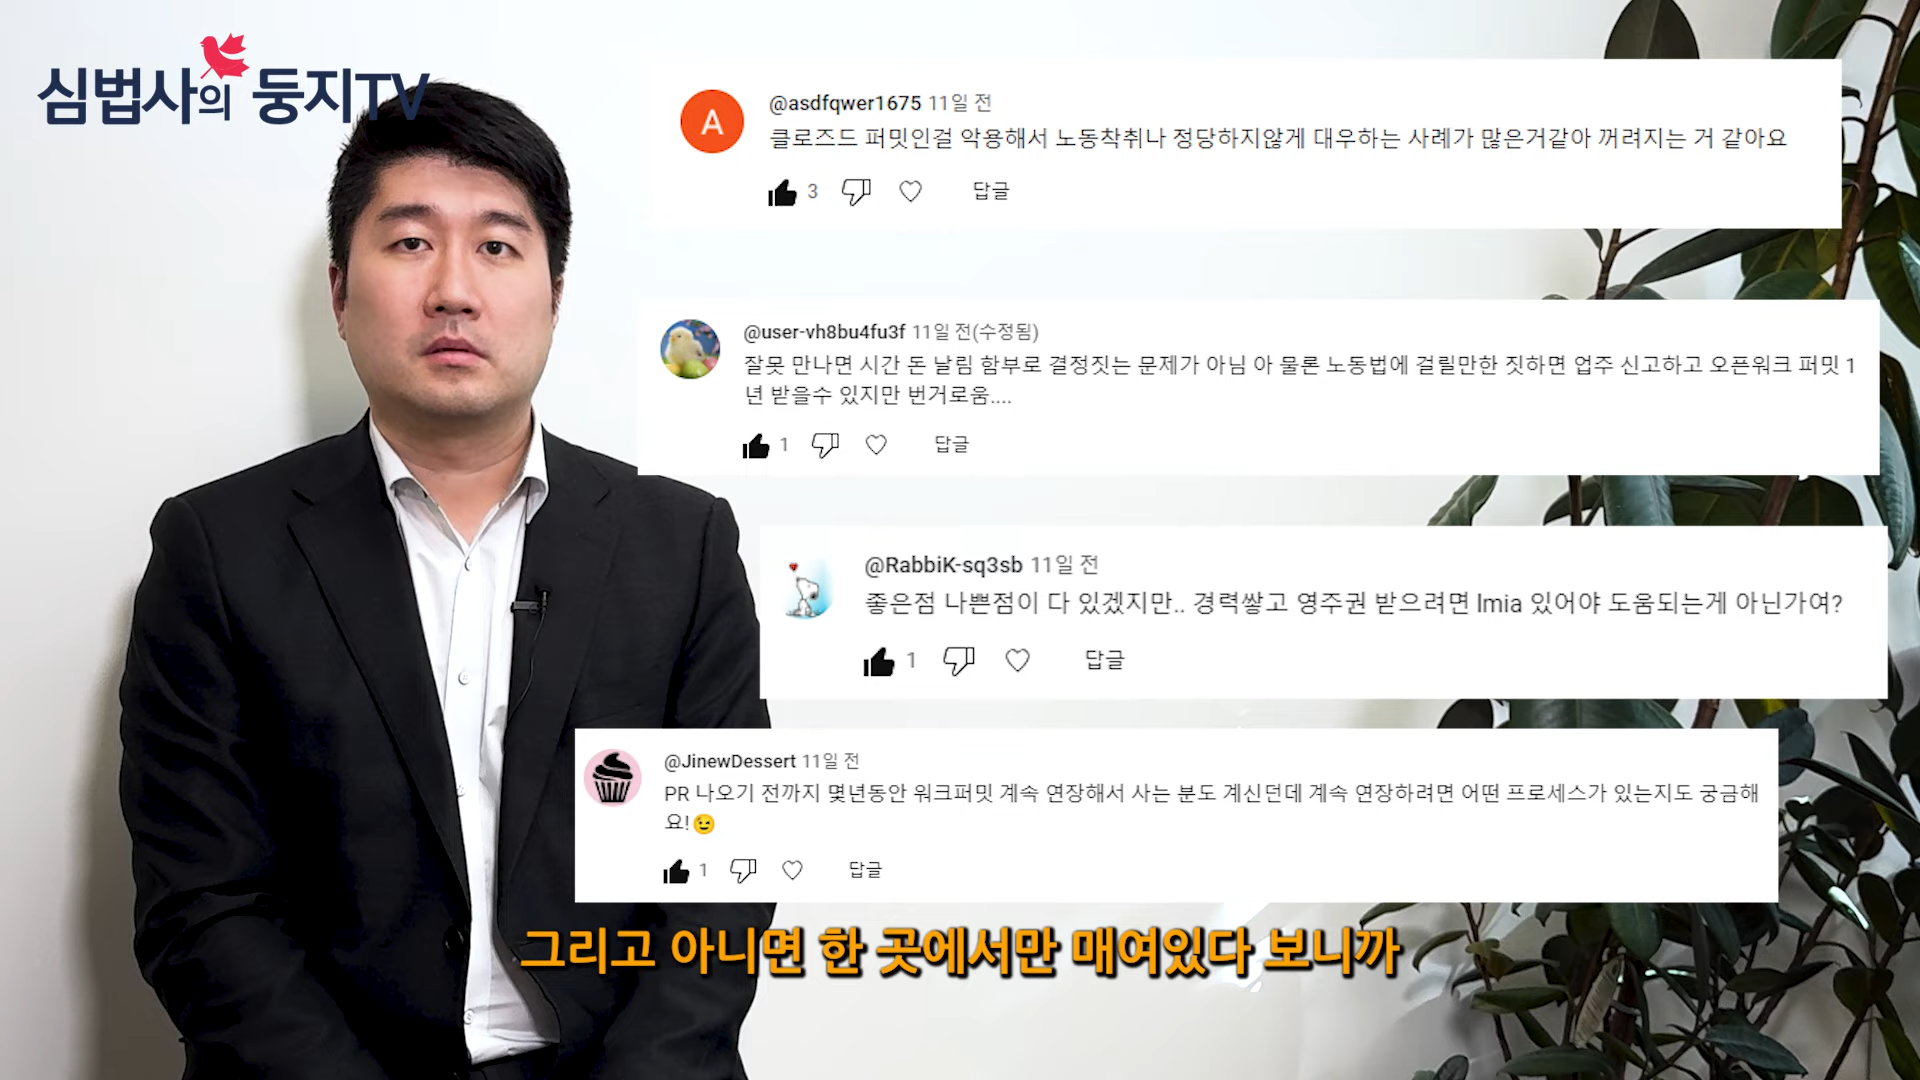 심법사의 둥지TV
A
@asdfqwer1675 11일 전
클로즈드 퍼밋인걸 악용해서 노동착취나 정당하지않게 대우하는 사례가 많은거같아 꺼려지는 거 같아요
3 답글
@user-vh8bu4fu3f 11일 전(수정됨)
잘못 만나면 시간 돈 날림 함부로 결정짓는 문제가 아님 아 물론 노동법에 걸릴만한 짓하면 업주 신고하고 오픈워크 퍼밋 1
년 받을수 있지만 번거로움....
1 답글
@RabbiK-sq3sb 11일 전
좋은점 나쁜점이 다 있겠지만.. 경력쌓고 영주권 받으려면 lmia 있어야 도움되는게 아닌가여?
1 답글
@JinewDessert 11일 전
PR 나오기 전까지 몇년동안 워크퍼밋 계속 연장해서 사는 분도 계신던데 계속 연장하려면 어떤 프로세스가 있는지도 궁금해
요!😉
1 답글
그리고 아니면 한 곳에서만 매여있다 보니까